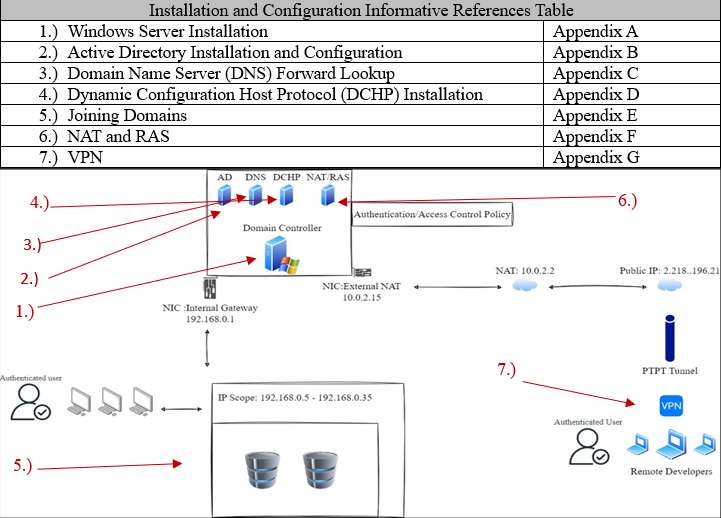 Installation and Configuration Informative References Table
1.) Windows Server Installation Appendix A
2.) Active Directory Installation and Configuration Appendix B
3.) Domain Name Server (DNS) Forward Lookup Appendix C
4.) Dynamic Configuration Host Protocol (DCHP) Installation Appendix D
5.) Joining Domains Appendix E
6.) NAT and RAS Appendix F
7.) VPN Appendix G
AD DNS DCHP NAT/RAS
4.)
6.)
Authentication/Access Control Policy
Domain Controller
3.)
2.)
1.)
NIC :Internal Gateway
192.168.0.1
NIC:External NAT
10.0.2.15
NAT: 10.0.2.2
Public IP: 2.218..196.21
PTPT Tunnel
7.)
VPN
Authenticated user
IP Scope: 192.168.0.5 - 192.168.0.35
Authenticated User
5.)
Remote Developers